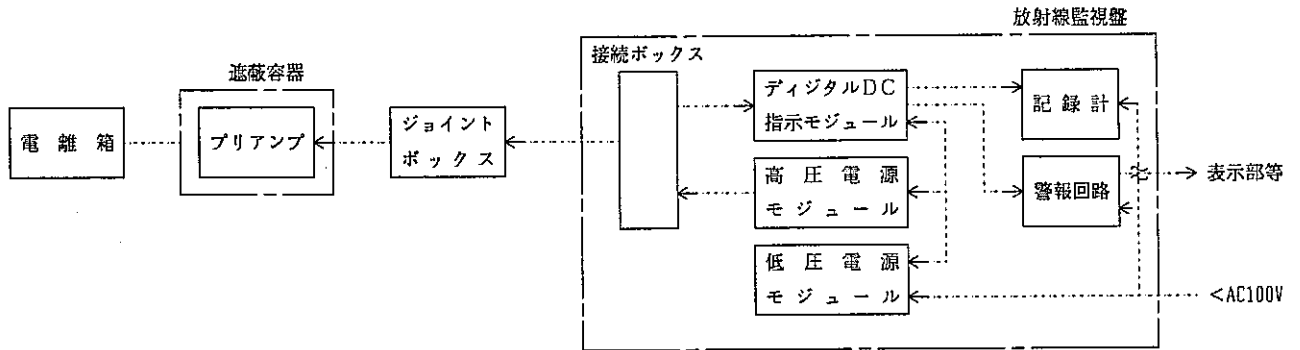 放射線監視盤
接続ボックス
遮蔽容器
電離箱
プリアンプ
ジョイント
ボックス
ディジタルDC
指示モジュール
記録計
高圧電源
モジュール
警報回路
表示部等
低圧電源
モジュール
<AC100V